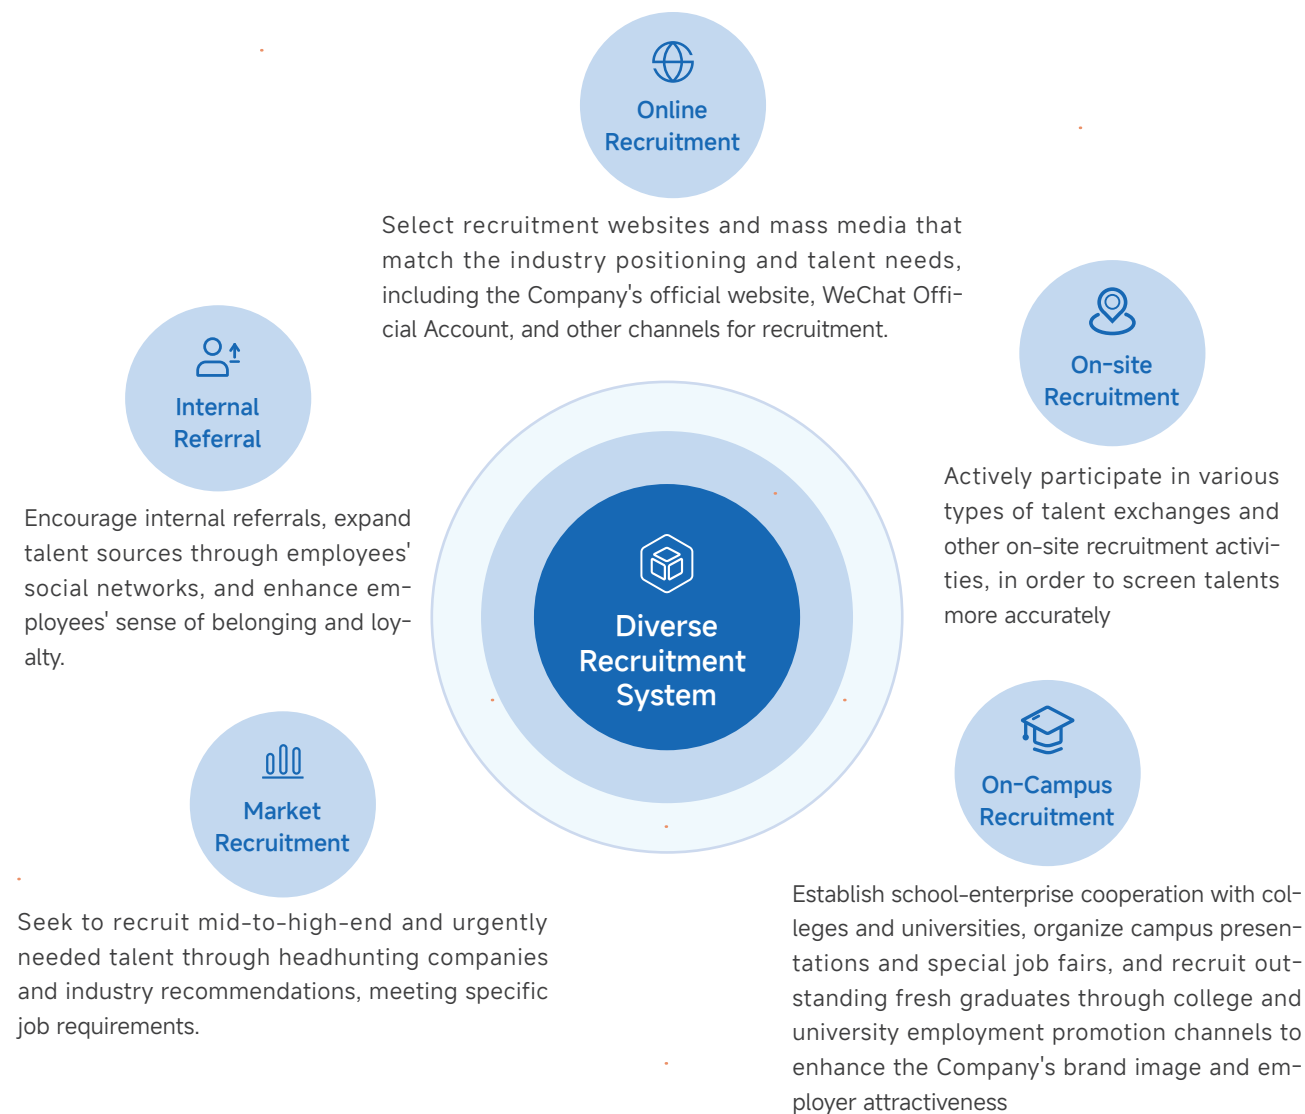 Online
Recruitment
Select recruitment websites and mass media that
match the industry positioning and talent needs,
including the Company's official website, WeChat Offi-
cial Account, and other channels for recruitment.
On-site
Recruitment
Actively participate in various
types of talent exchanges and
other on-site recruitment activi-
ties, in order to screen talents
more accurately
Internal
Referral
Encourage internal referrals, expand
talent sources through employees'
social networks, and enhance em-
ployees' sense of belonging and loy-
alty.
Diverse
Recruitment
System
Market
Recruitment
Seek to recruit mid-to-high-end and urgently
needed talent through headhunting companies
and industry recommendations, meeting specific
job requirements.
On-Campus
Recruitment
Establish school-enterprise cooperation with col-
leges and universities, organize campus presen-
tations and special job fairs, and recruit out-
standing fresh graduates through college and
university employment promotion channels to
enhance the Company's brand image and em-
ployer attractiveness